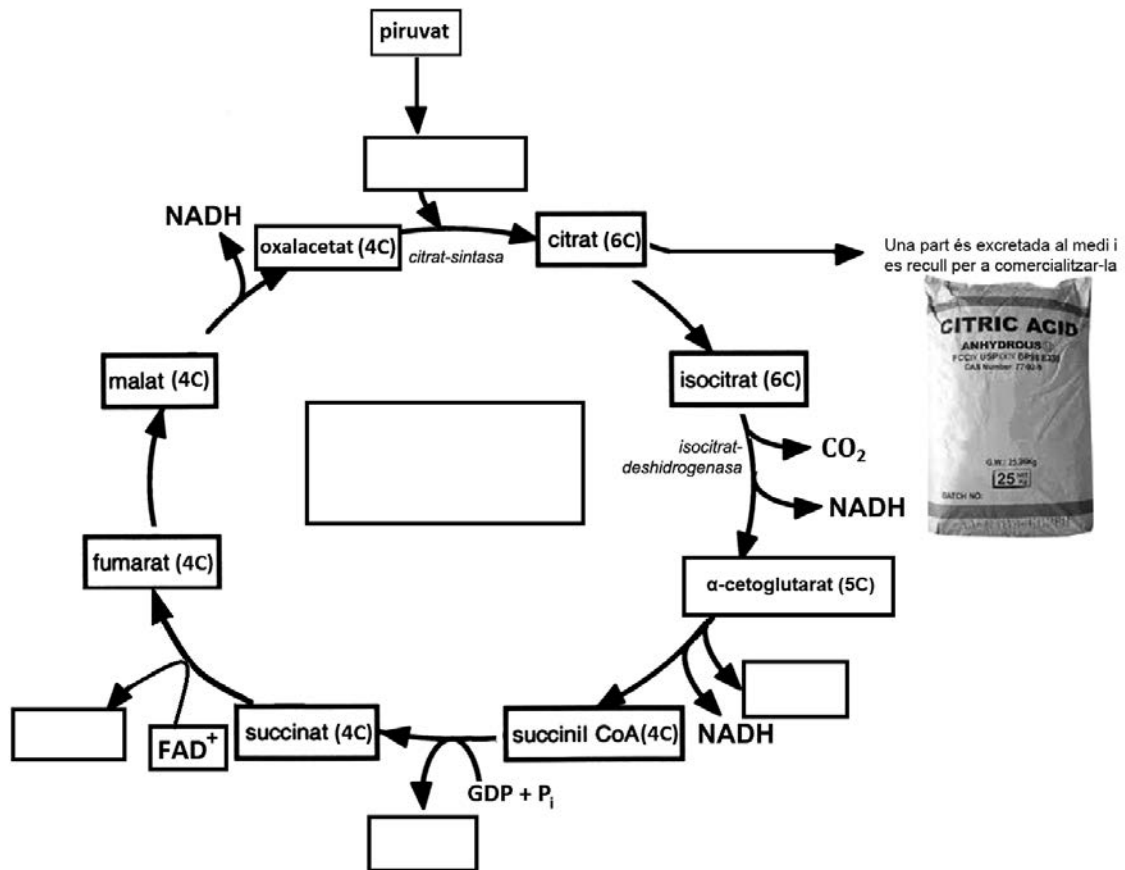 piruvat
NADH
oxalacetat (4C)
citrat-sintasa
citrat (6C)
Una part és excretada al medi i
es recull per a comercialitzar-la
CITRIC ACID
ANHYDROUS
malat (4C)
isocitrat (6C)
isocitrat-
deshidrogenasa
CO₂
NADH
25
BATCH NO:
fumarat (4C)
α-cetoglutarat (5C)
FAD⁺
succinat (4C)
succinil CoA(4C)
NADH
GDP + Pᵢ